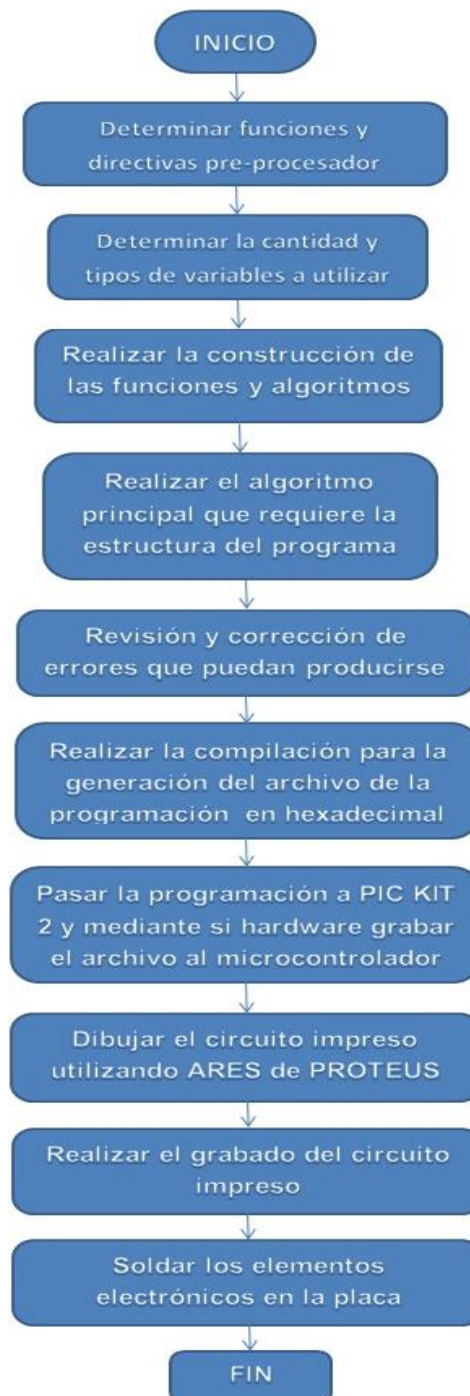 INICIO
Determinar funciones y
directivas pre-procesador
Determinar la cantidad y
tipos de variables a utilizar
Realizar la construcción de
las funciones y algoritmos
Realizar el algoritmo
principal que requiere la
estructura del programa
Revisión y corrección de
errores que puedan producirse
Realizar la compilación para la
generación del archivo de la
programación en hexadecimal
Pasar la programación a PIC KIT
2 y mediante si hardware grabar
el archivo al microcontrolador
Dibujar el circuito impreso
utilizando ARES de PROTEUS
Realizar el grabado del circuito
impreso
Soldar los elementos
electrónicos en la placa
FIN